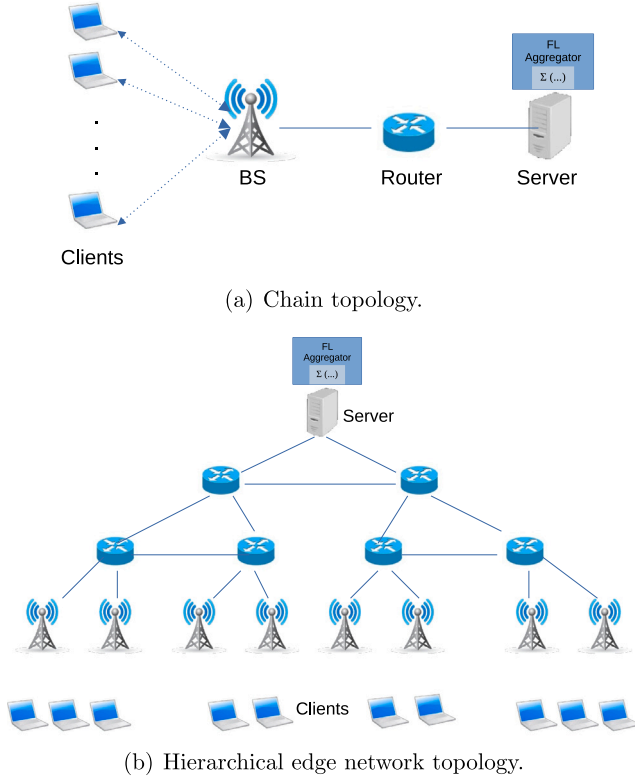 FL
Aggregator
Σ (...)
BS
Router
Server
Clients
(a) Chain topology.
FL
Aggregator
Σ (...)
Server
Clients
(b) Hierarchical edge network topology.